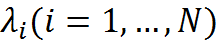 λᵢ(i = 1, …, N)